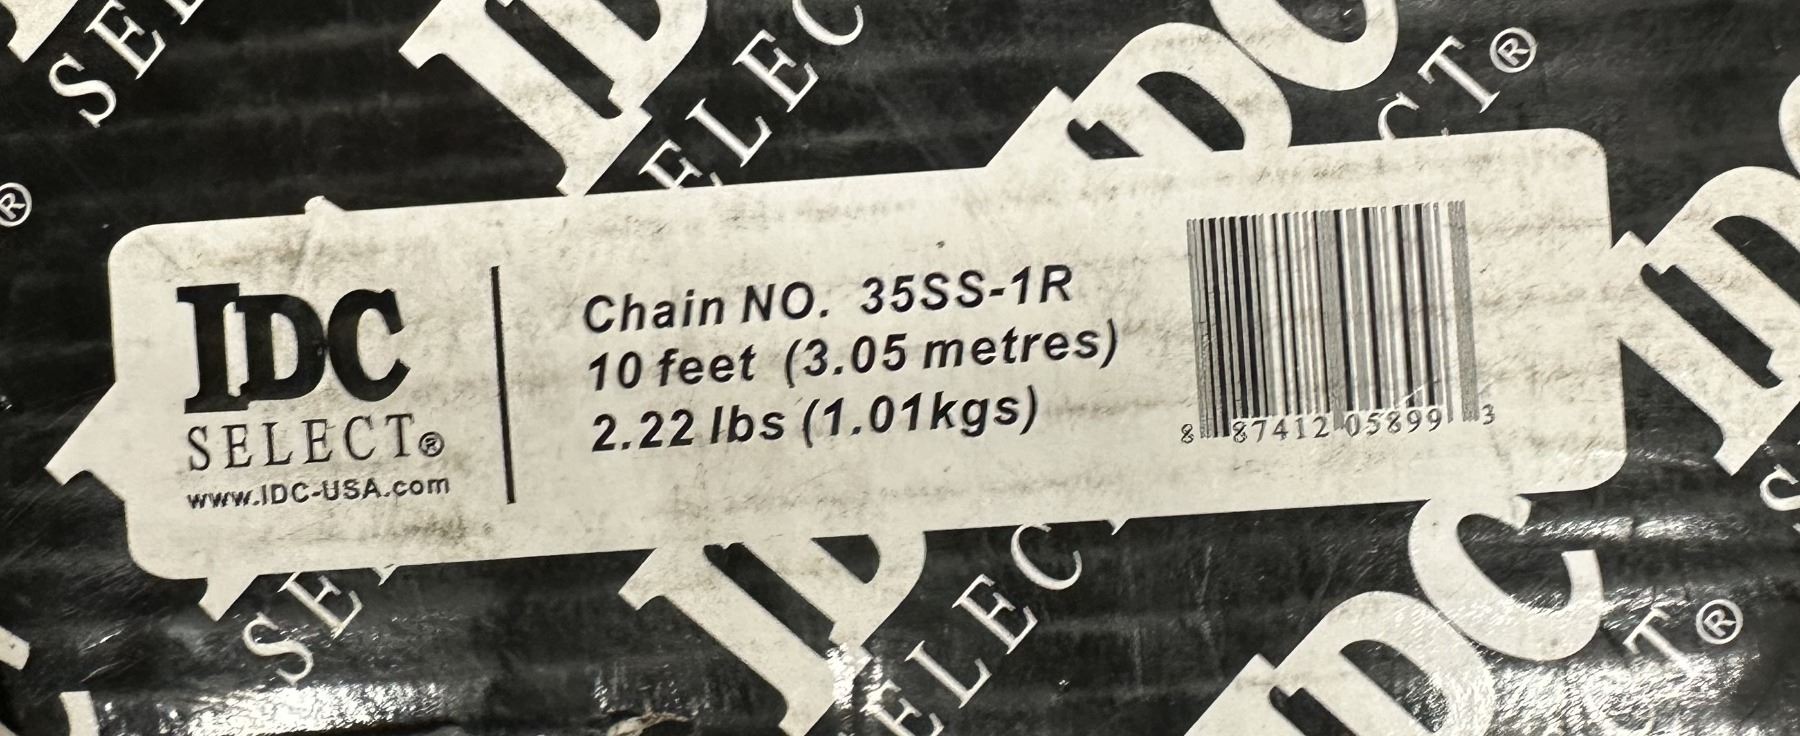 IDC
SELECT®
www.IDC-USA.com
Chain NO. 35SS-1R
10 feet (3.05 metres)
2.22 lbs (1.01kgs)
8 87412 05899 3